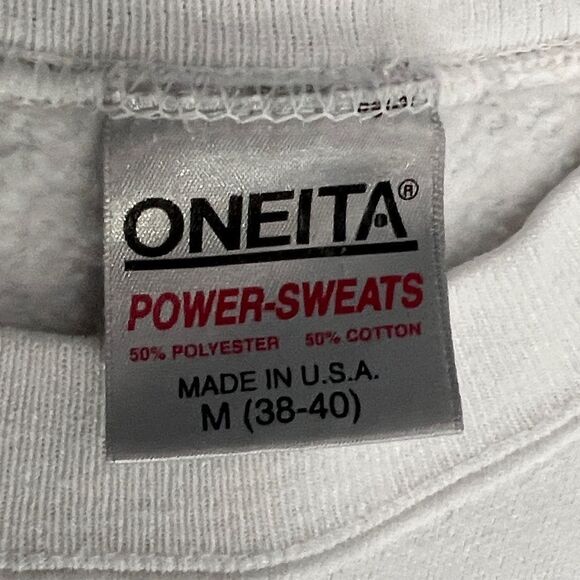 ONEITA®
POWER-SWEATS
50% POLYESTER 50% COTTON
MADE IN U.S.A.
M (38-40)